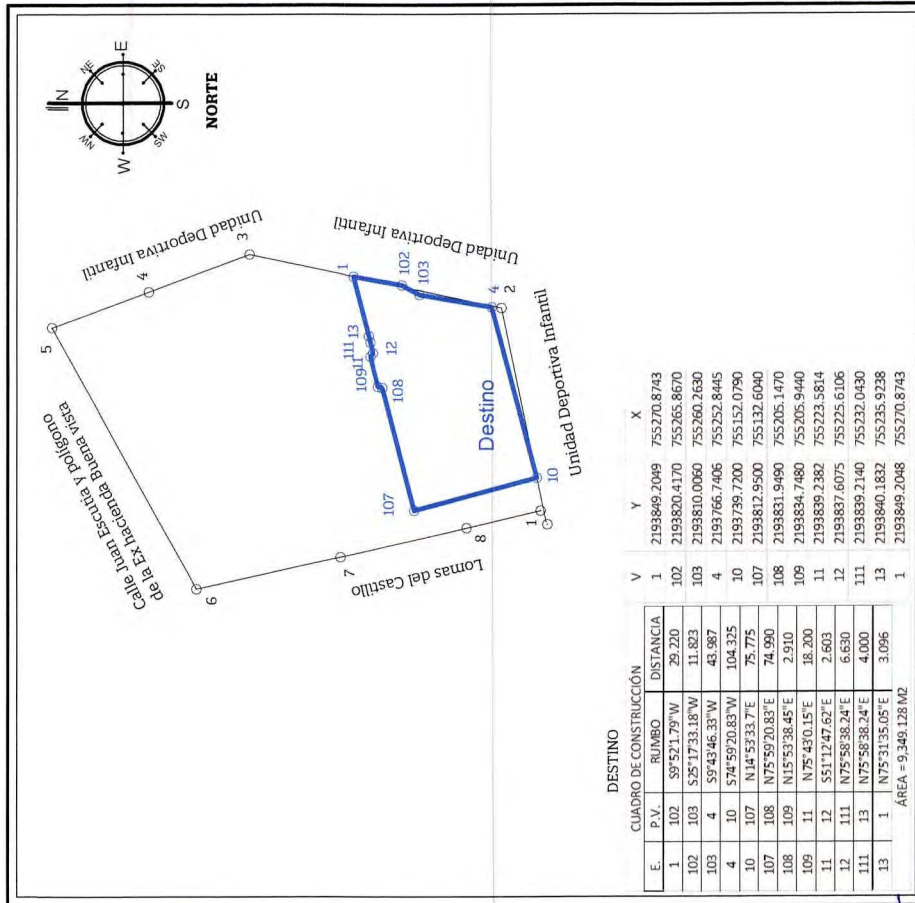 N
NE
E
SE
S
SW
W
NW
NORTE
5
4
Unidad Deportiva Infantil
3
Calle Juan Escutia y polígono
de la Ex hacienda Buena vista
6
7
8
Lomas del Castillo
1
1
102
103
Unidad Deportiva Infantil
4
2
13
111
12
11
109
108
107
Destino
10
Unidad Deportiva Infantil
DESTINO
CUADRO DE CONSTRUCCIÓN
E. P.V. RUMBO DISTANCIA
1 102 S9°52'1.79"W 29.220
102 103 S25°17'33.18"W 11.823
103 4 S9°43'46.33"W 43.987
4 10 S74°59'20.83"W 104.325
10 107 N14°53'33.7"E 75.775
107 108 N75°59'20.83"E 74.990
108 109 N15°53'38.45"E 2.910
109 11 N75°43'0.15"E 18.200
11 12 S51°12'47.62"E 2.603
12 111 N75°58'38.24"E 6.630
111 13 N75°58'38.24"E 4.000
13 1 N75°31'35.05"E 3.096
ÁREA = 9,349.128 M2
V Y X
1 2193849.2049 755270.8743
102 2193820.4170 755265.8670
103 2193810.0060 755260.2630
4 2193766.7406 755252.8445
10 2193739.7200 755152.0790
107 2193812.9500 755132.6040
108 2193831.9490 755205.1470
109 2193834.7480 755205.9440
11 2193839.2382 755223.5814
12 2193837.6075 755225.6106
111 2193839.2140 755232.0430
13 2193840.1832 755235.9238
1 2193849.2048 755270.8743